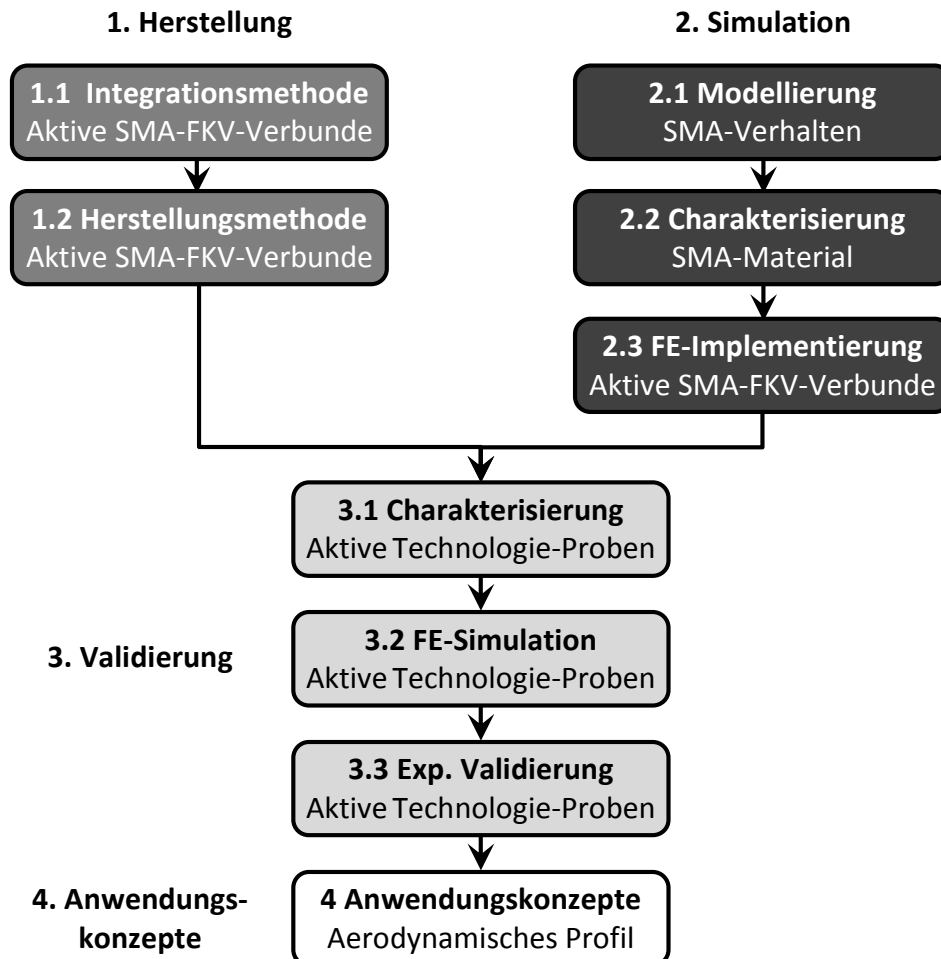 1. Herstellung
2. Simulation
1.1 Integrationsmethode
Aktive SMA-FKV-Verbunde
2.1 Modellierung
SMA-Verhalten
1.2 Herstellungsmethode
Aktive SMA-FKV-Verbunde
2.2 Charakterisierung
SMA-Material
2.3 FE-Implementierung
Aktive SMA-FKV-Verbunde
3.1 Charakterisierung
Aktive Technologie-Proben
3. Validierung
3.2 FE-Simulation
Aktive Technologie-Proben
3.3 Exp. Validierung
Aktive Technologie-Proben
4. Anwendungs-
konzepte
4 Anwendungskonzepte
Aerodynamisches Profil